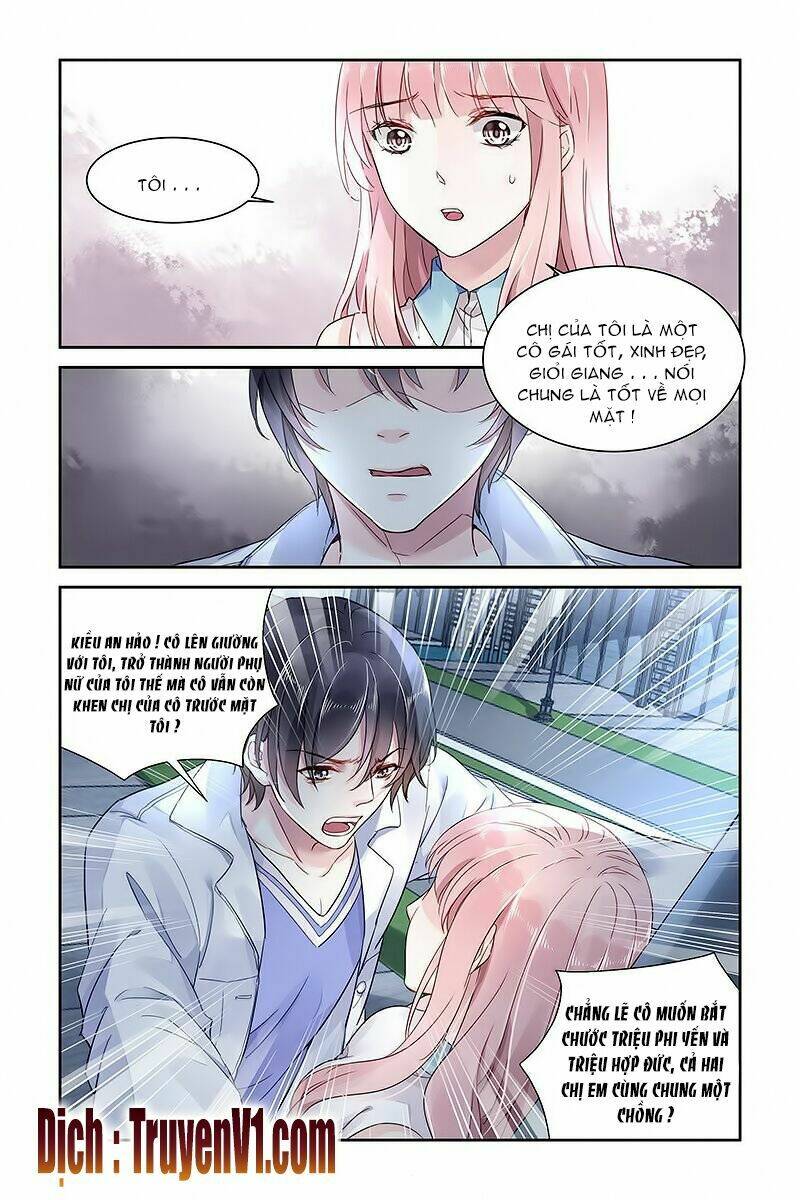 TÔI . . .
CHỊ CỦA TÔI LÀ MỘT
CÔ GÁI TỐT, XINH ĐẸP,
GIỎI GIANG . . . NÓI
CHUNG LÀ TỐT VỀ MỌI
MẶT !
KIỀU AN HẢO ! CÔ LÊN GIƯỜNG
VỚI TÔI, TRỞ THÀNH NGƯỜI PHỤ
NỮ CỦA TÔI THẾ MÀ CÔ VẪN CÒN
KHEN CHỊ CỦA CÔ TRƯỚC MẶT
TÔI ?
CHẲNG LẼ CÔ MUỐN BẮT
CHƯỚC TRIỆU PHI YẾN VÀ
TRIỆU HỢP ĐỨC, CẢ HAI
CHỊ EM CÙNG CHUNG MỘT
CHỒNG ?
Dịch : TruyenV1.com